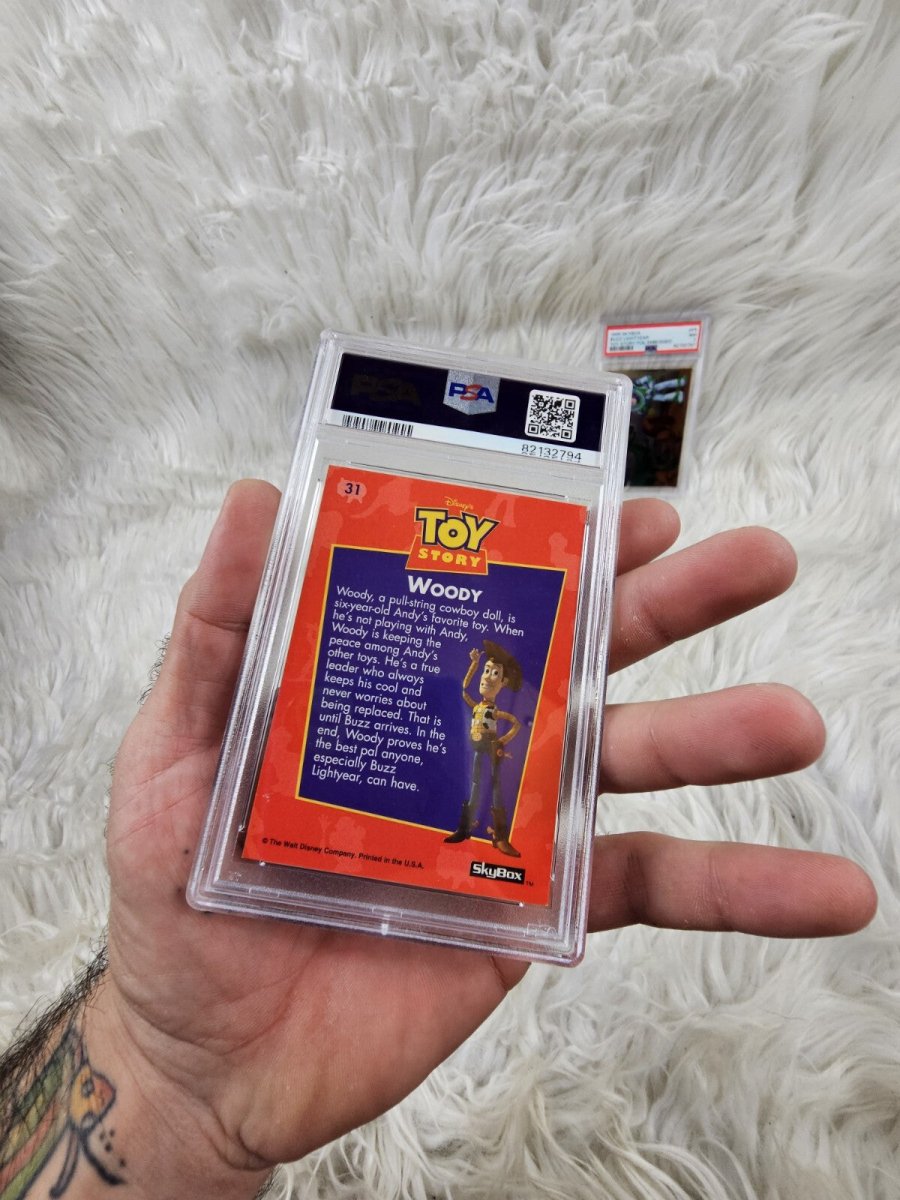 PSA
82132794
31
Disney's
TOY
STORY
WOODY
Woody, a pull-string cowboy doll, is
six-year-old Andy's favorite toy. When
he's not playing with Andy,
Woody is keeping the
peace among Andy's
other toys. He's a true
leader who always
keeps his cool and
never worries about
being replaced. That is
until Buzz arrives. In the
end, Woody proves he's
the best pal anyone,
especially Buzz
Lightyear, can have.
© The Walt Disney Company. Printed in the U.S.A.
SkyBox™
BUZZ LIGHTYEAR